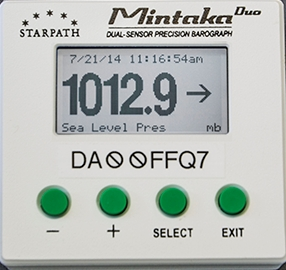 STARPATH
Mintaka Duo
DUAL-SENSOR PRECISION BAROGRAPH
7/21/14 11:16:54am
1012.9 →
Sea Level Pres mb
DA⦰⦰FFQ7
− + SELECT EXIT